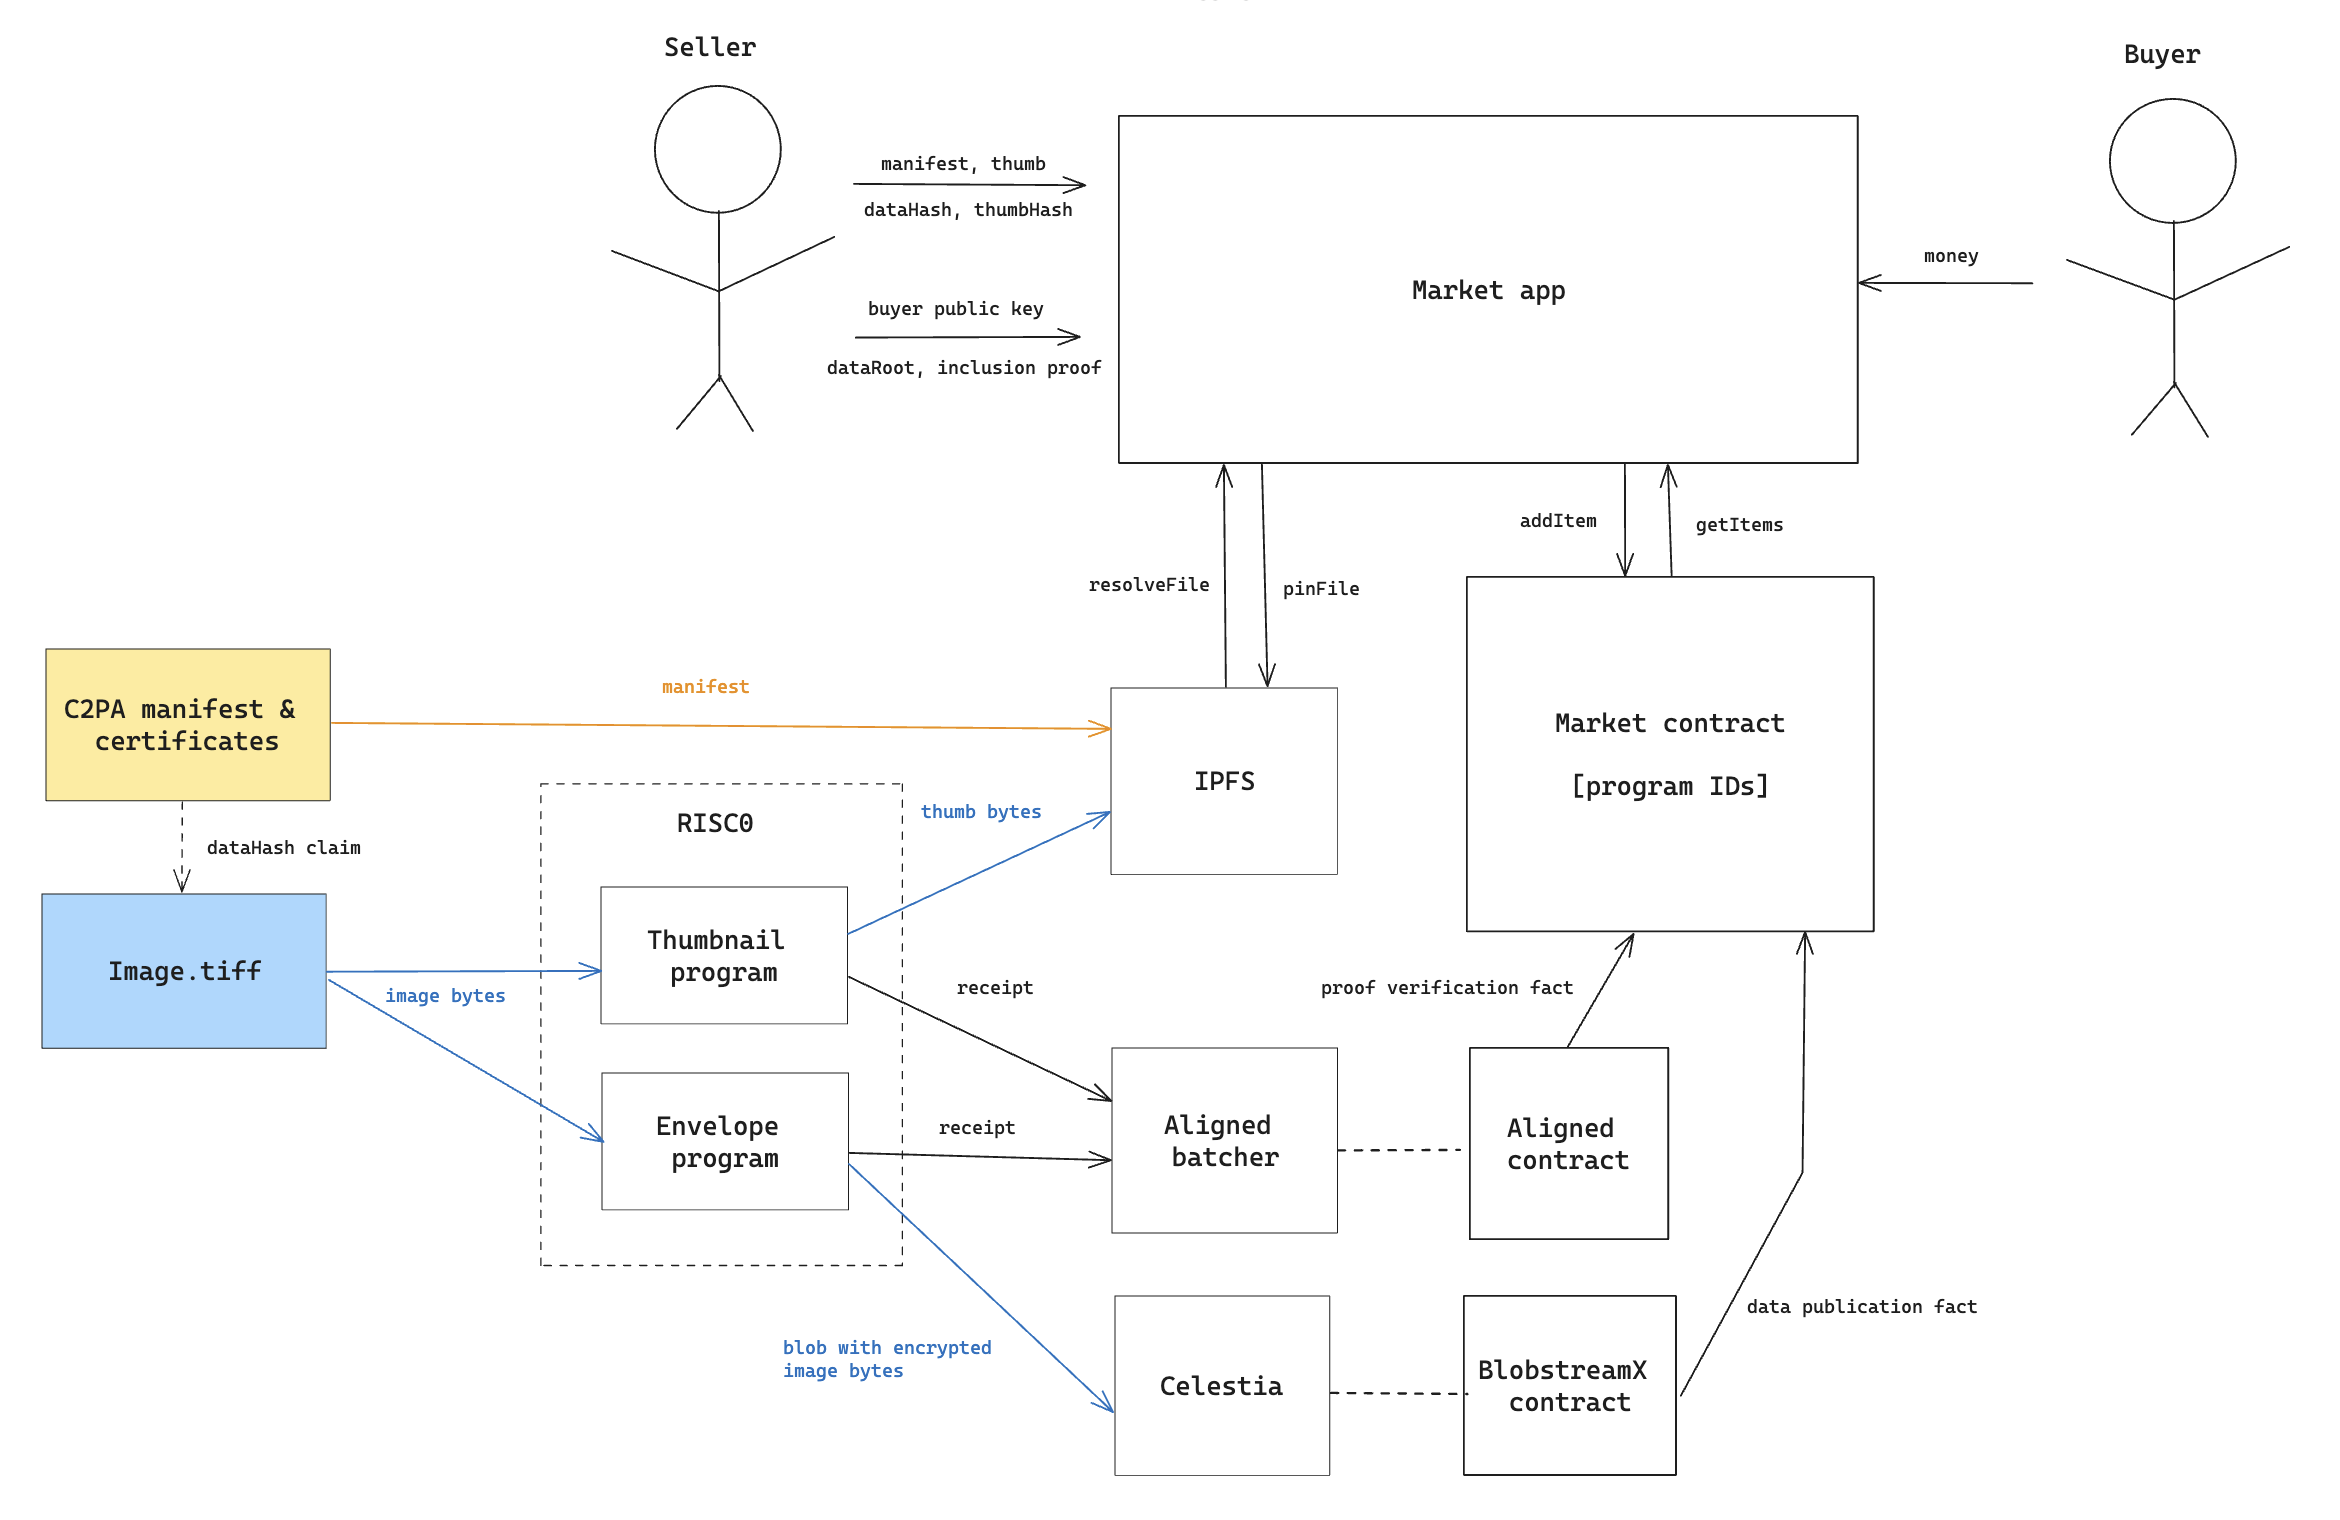 Seller
Buyer
manifest, thumb
dataHash, thumbHash
money
Market app
buyer public key
dataRoot, inclusion proof
addItem
getItems
resolveFile
pinFile
C2PA manifest &
certificates
manifest
IPFS
Market contract
[program IDs]
dataHash claim
RISC0
thumb bytes
Image.tiff
image bytes
Thumbnail
program
receipt
proof verification fact
Envelope
program
receipt
Aligned
batcher
Aligned
contract
blob with encrypted
image bytes
Celestia
BlobstreamX
contract
data publication fact